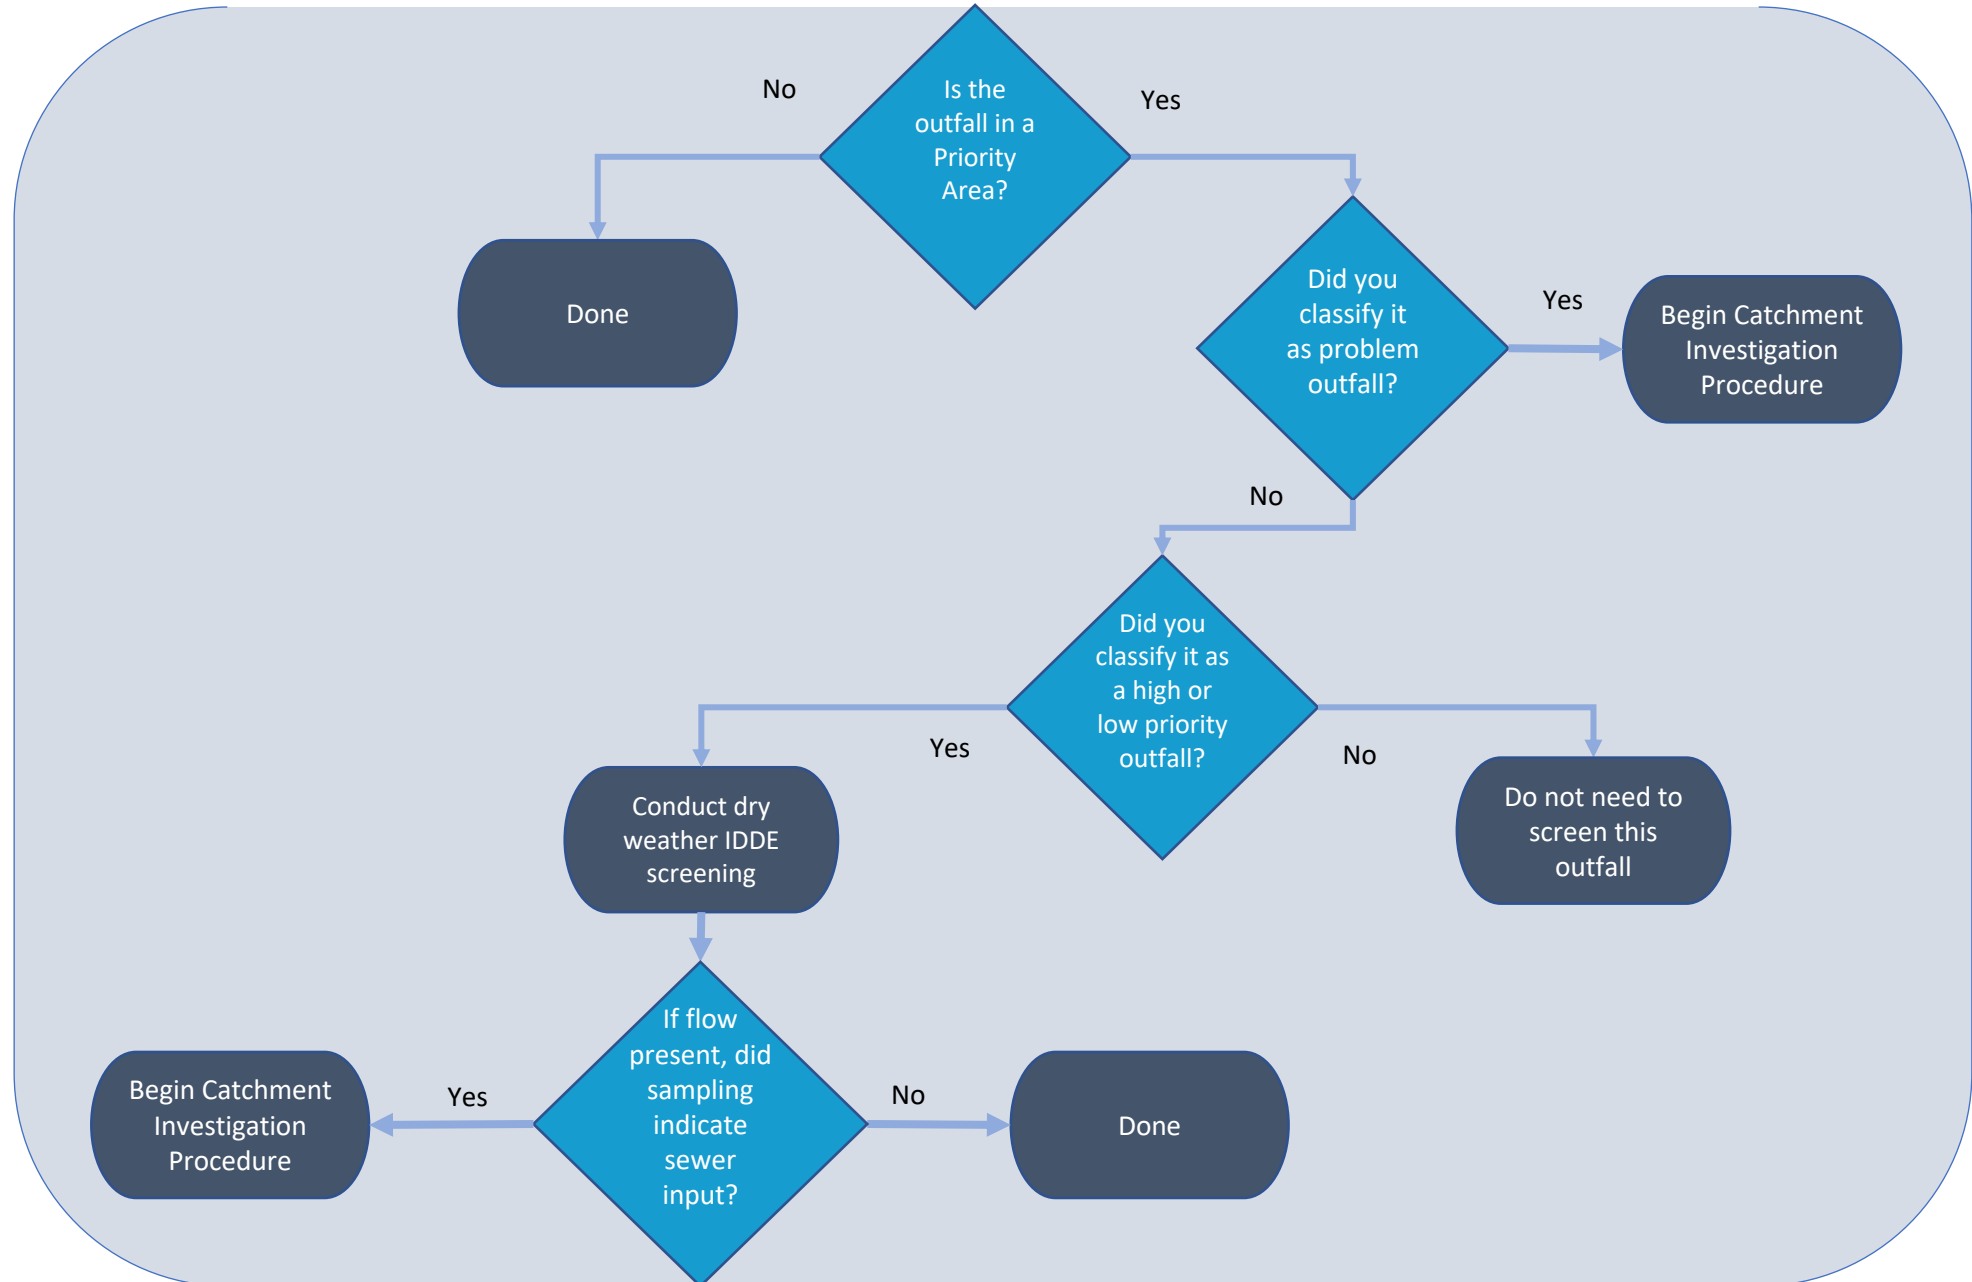 No
Yes
Is the
outfall in a
Priority
Area?
Done
Did you
classify it
as problem
outfall?
Yes
Begin Catchment
Investigation
Procedure
No
Did you
classify it as
a high or
low priority
outfall?
Yes
No
Conduct dry
weather IDDE
screening
Do not need to
screen this
outfall
If flow
present, did
sampling
indicate
sewer
input?
Yes
No
Begin Catchment
Investigation
Procedure
Done